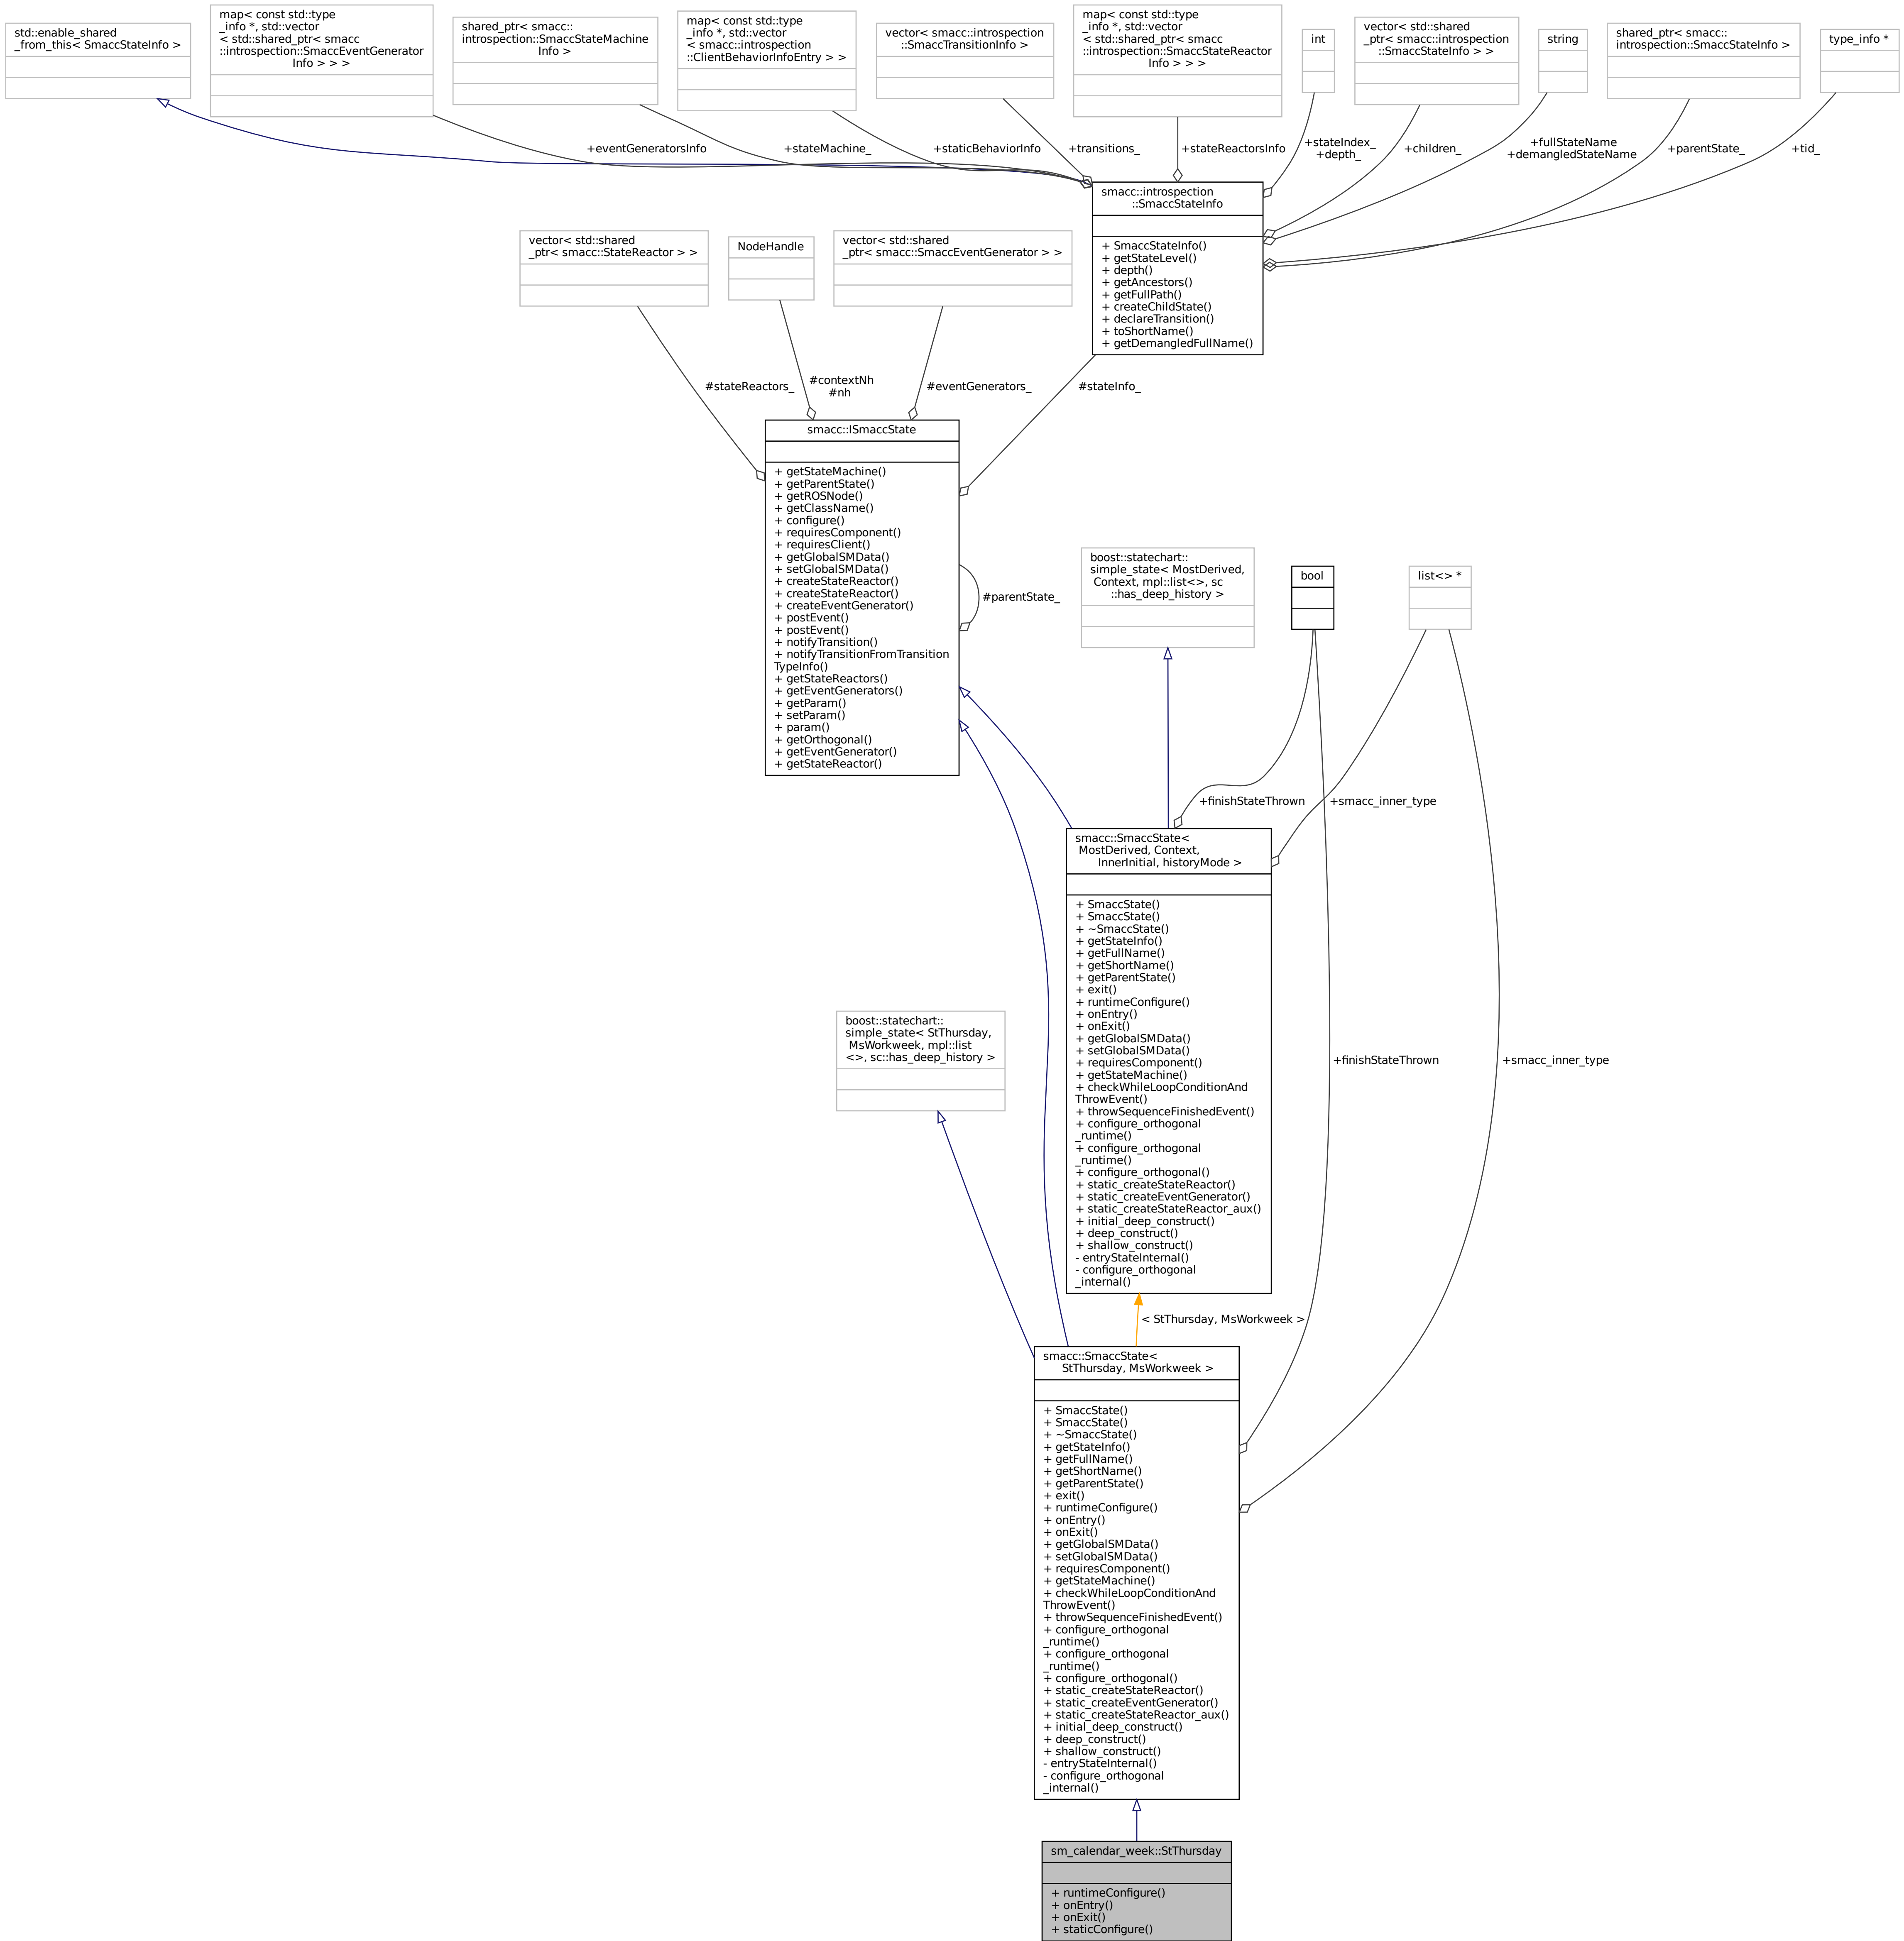 std::enable_shared
_from_this< SmaccStateInfo >
map< const std::type
_info *, std::vector
< std::shared_ptr< smacc
::introspection::SmaccEventGenerator
Info > > >
shared_ptr< smacc::
introspection::SmaccStateMachine
Info >
map< const std::type
_info *, std::vector
< smacc::introspection
::ClientBehaviorInfoEntry > >
vector< smacc::introspection
::SmaccTransitionInfo >
map< const std::type
_info *, std::vector
< std::shared_ptr< smacc
::introspection::SmaccStateReactor
Info > > >
int
vector< std::shared
_ptr< smacc::introspection
::SmaccStateInfo > >
string
shared_ptr< smacc::
introspection::SmaccStateInfo >
type_info *
+eventGeneratorsInfo
+stateMachine_
+staticBehaviorInfo
+transitions_
+stateReactorsInfo
+stateIndex_
+depth_
+children_
+fullStateName
+demangledStateName
+parentState_
+tid_
smacc::introspection
::SmaccStateInfo
+ SmaccStateInfo()
+ getStateLevel()
+ depth()
+ getAncestors()
+ getFullPath()
+ createChildState()
+ declareTransition()
+ toShortName()
+ getDemangledFullName()
vector< std::shared
_ptr< smacc::StateReactor > >
NodeHandle
vector< std::shared
_ptr< smacc::SmaccEventGenerator > >
#stateReactors_
#contextNh
#nh
#eventGenerators_
#stateInfo_
smacc::ISmaccState
+ getStateMachine()
+ getParentState()
+ getROSNode()
+ getClassName()
+ configure()
+ requiresComponent()
+ requiresClient()
+ getGlobalSMData()
+ setGlobalSMData()
+ createStateReactor()
+ createStateReactor()
+ createEventGenerator()
+ postEvent()
+ postEvent()
+ notifyTransition()
+ notifyTransitionFromTransition
TypeInfo()
+ getStateReactors()
+ getEventGenerators()
+ getParam()
+ setParam()
+ param()
+ getOrthogonal()
+ getEventGenerator()
+ getStateReactor()
#parentState_
boost::statechart::
simple_state< MostDerived,
Context, mpl::list<>, sc
::has_deep_history >
bool
list<> *
+finishStateThrown
+smacc_inner_type
smacc::SmaccState<
MostDerived, Context,
InnerInitial, historyMode >
+ SmaccState()
+ SmaccState()
+ ~SmaccState()
+ getStateInfo()
+ getFullName()
+ getShortName()
+ getParentState()
+ exit()
+ runtimeConfigure()
+ onEntry()
+ onExit()
+ getGlobalSMData()
+ setGlobalSMData()
+ requiresComponent()
+ getStateMachine()
+ checkWhileLoopConditionAnd
ThrowEvent()
+ throwSequenceFinishedEvent()
+ configure_orthogonal
_runtime()
+ configure_orthogonal
_runtime()
+ configure_orthogonal()
+ static_createStateReactor()
+ static_createEventGenerator()
+ static_createStateReactor_aux()
+ initial_deep_construct()
+ deep_construct()
+ shallow_construct()
- entryStateInternal()
- configure_orthogonal
_internal()
boost::statechart::
simple_state< StThursday,
MsWorkweek, mpl::list
<>, sc::has_deep_history >
+finishStateThrown
+smacc_inner_type
< StThursday, MsWorkweek >
smacc::SmaccState<
StThursday, MsWorkweek >
+ SmaccState()
+ SmaccState()
+ ~SmaccState()
+ getStateInfo()
+ getFullName()
+ getShortName()
+ getParentState()
+ exit()
+ runtimeConfigure()
+ onEntry()
+ onExit()
+ getGlobalSMData()
+ setGlobalSMData()
+ requiresComponent()
+ getStateMachine()
+ checkWhileLoopConditionAnd
ThrowEvent()
+ throwSequenceFinishedEvent()
+ configure_orthogonal
_runtime()
+ configure_orthogonal
_runtime()
+ configure_orthogonal()
+ static_createStateReactor()
+ static_createEventGenerator()
+ static_createStateReactor_aux()
+ initial_deep_construct()
+ deep_construct()
+ shallow_construct()
- entryStateInternal()
- configure_orthogonal
_internal()
sm_calendar_week::StThursday
+ runtimeConfigure()
+ onEntry()
+ onExit()
+ staticConfigure()